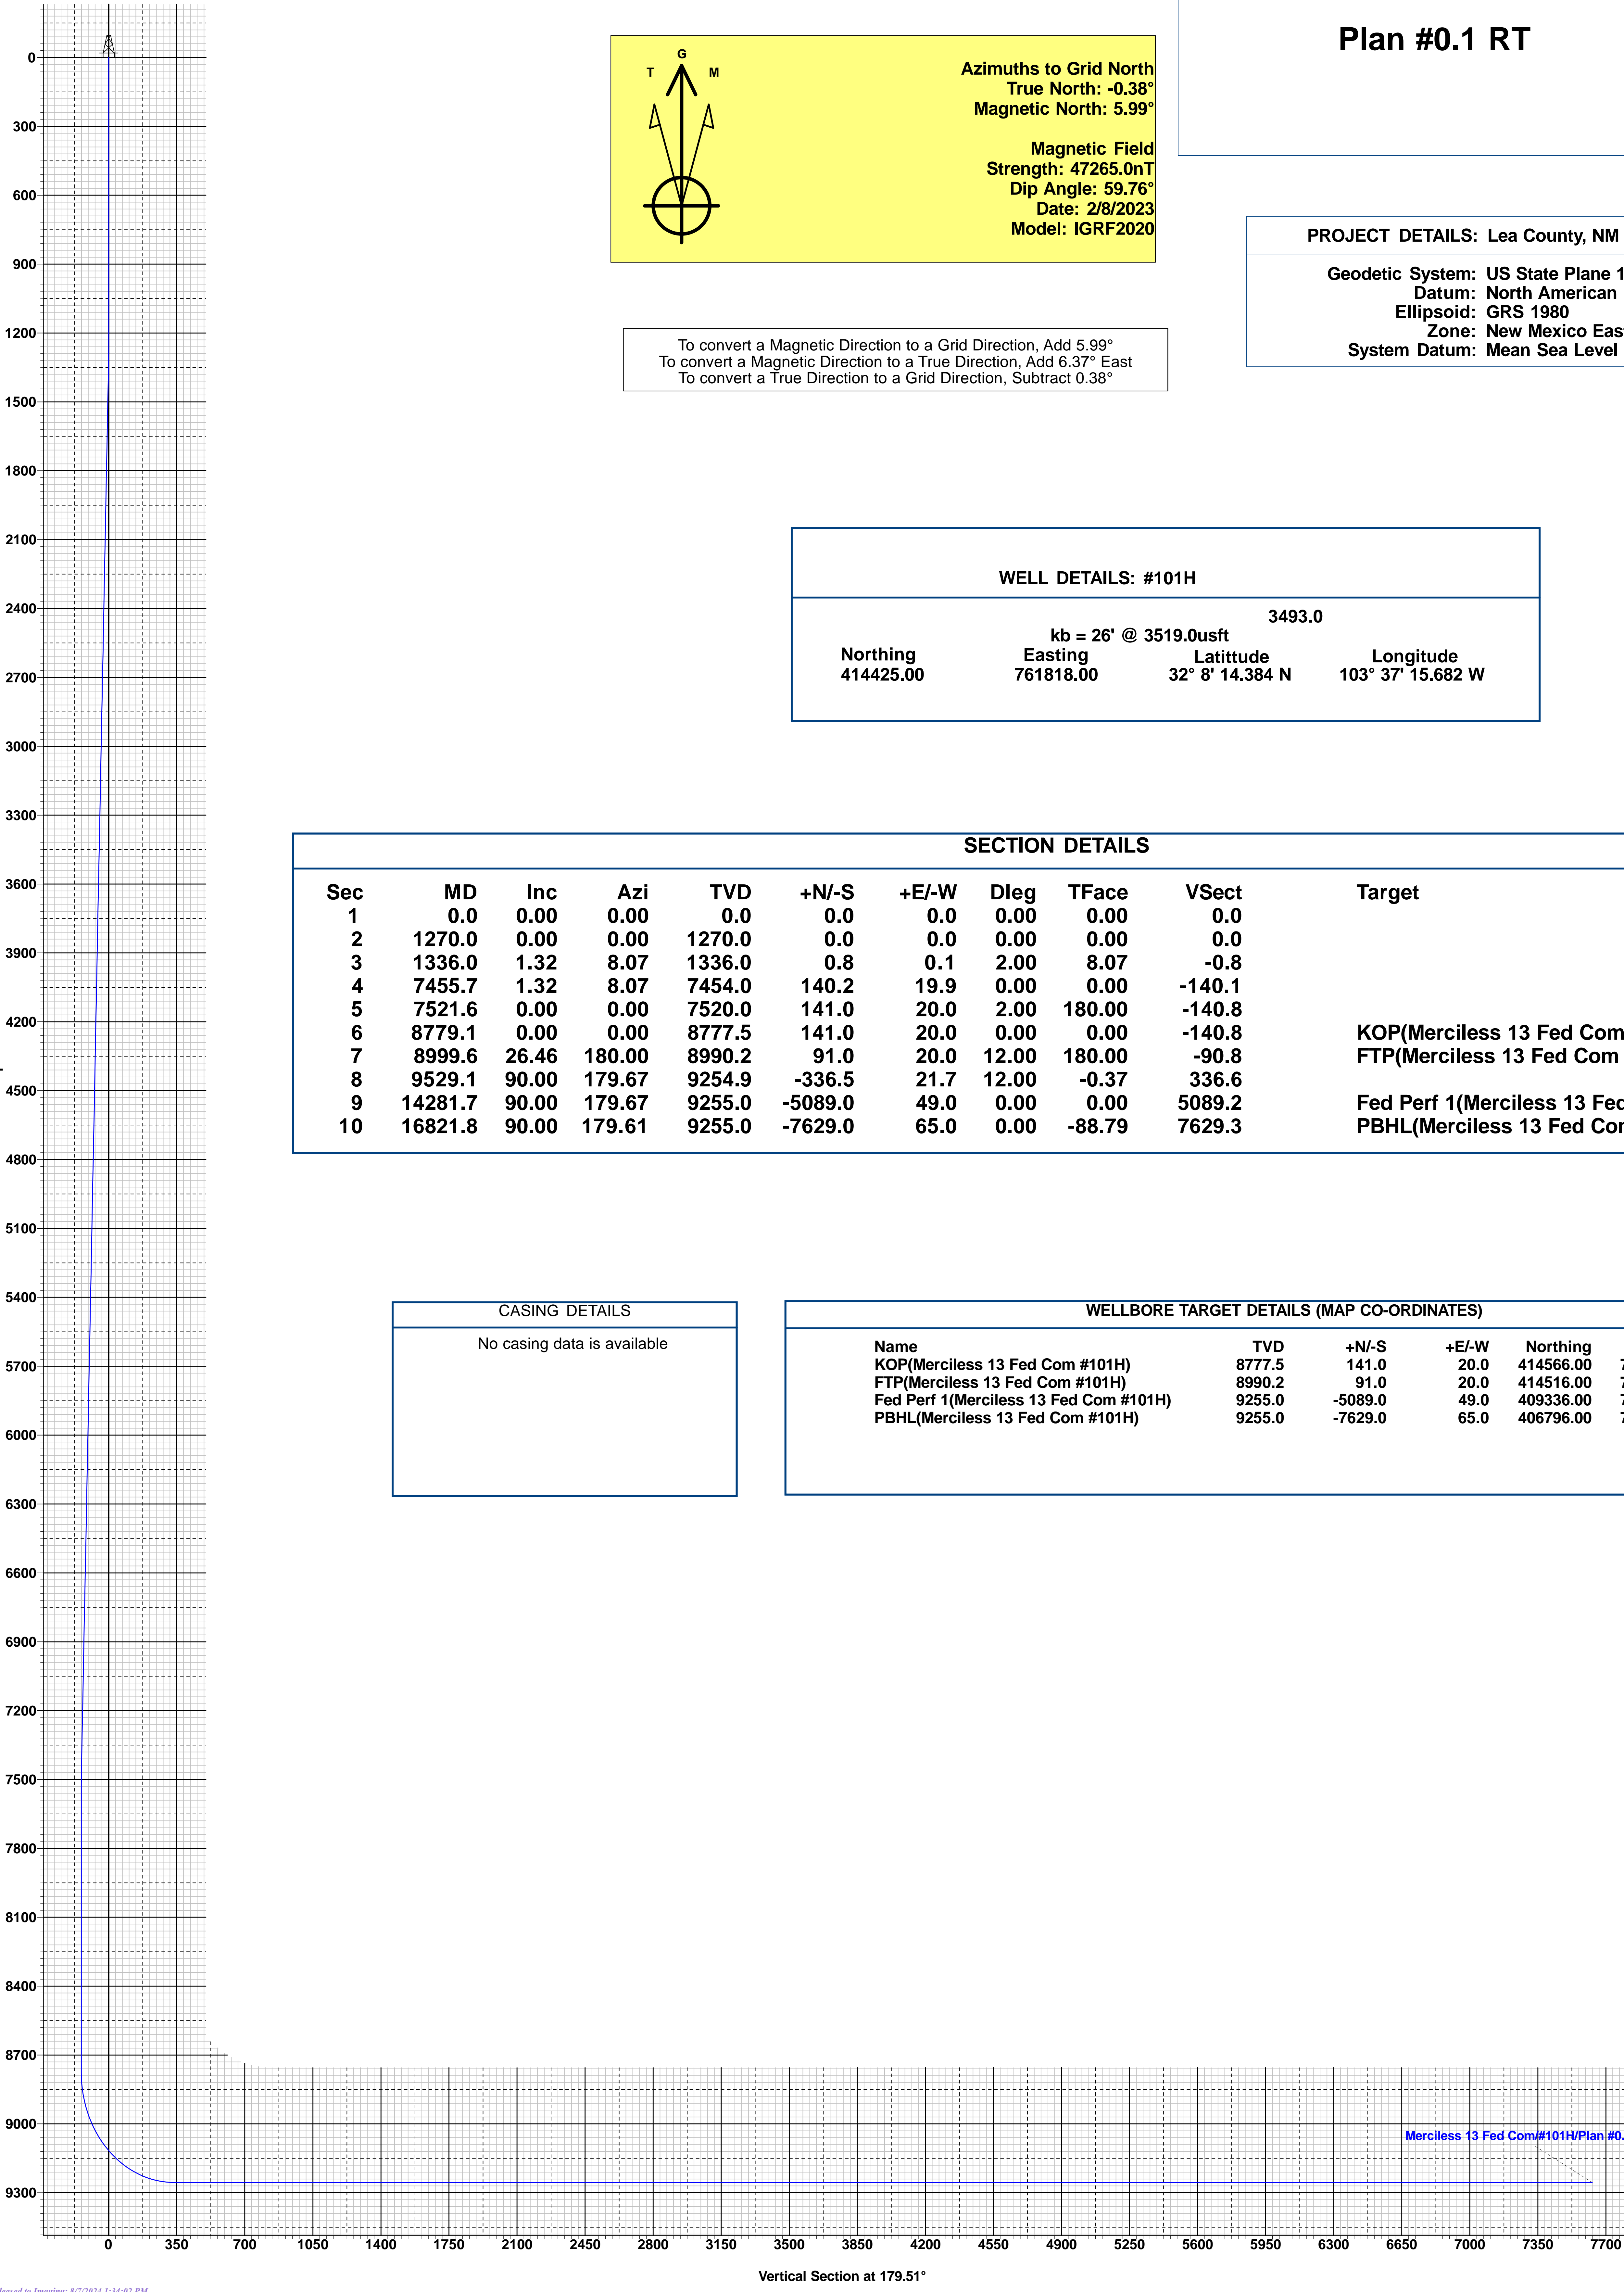 Plan #0.1 RT
G
T M
Azimuths to Grid North
True North: -0.38°
Magnetic North: 5.99°
Magnetic Field
Strength: 47265.0nT
Dip Angle: 59.76°
Date: 2/8/2023
Model: IGRF2020
To convert a Magnetic Direction to a Grid Direction, Add 5.99°
To convert a Magnetic Direction to a True Direction, Add 6.37° East
To convert a True Direction to a Grid Direction, Subtract 0.38°
PROJECT DETAILS: Lea County, NM
Geodetic System: US State Plane 1
Datum: North American
Ellipsoid: GRS 1980
Zone: New Mexico Eas
System Datum: Mean Sea Level
WELL DETAILS: #101H
3493.0
kb = 26' @ 3519.0usft
Northing Easting Latittude Longitude
414425.00 761818.00 32° 8' 14.384 N 103° 37' 15.682 W
SECTION DETAILS
Sec MD Inc Azi TVD +N/-S +E/-W Dleg TFace VSect Target
1 0.0 0.00 0.00 0.0 0.0 0.0 0.00 0.00 0.0
2 1270.0 0.00 0.00 1270.0 0.0 0.0 0.00 0.00 0.0
3 1336.0 1.32 8.07 1336.0 0.8 0.1 2.00 8.07 -0.8
4 7455.7 1.32 8.07 7454.0 140.2 19.9 0.00 0.00 -140.1
5 7521.6 0.00 0.00 7520.0 141.0 20.0 2.00 180.00 -140.8
6 8779.1 0.00 0.00 8777.5 141.0 20.0 0.00 0.00 -140.8 KOP(Merciless 13 Fed Com
7 8999.6 26.46 180.00 8990.2 91.0 20.0 12.00 180.00 -90.8 FTP(Merciless 13 Fed Com
8 9529.1 90.00 179.67 9254.9 -336.5 21.7 12.00 -0.37 336.6
9 14281.7 90.00 179.67 9255.0 -5089.0 49.0 0.00 0.00 5089.2 Fed Perf 1(Merciless 13 Fed
10 16821.8 90.00 179.61 9255.0 -7629.0 65.0 0.00 -88.79 7629.3 PBHL(Merciless 13 Fed Com
CASING DETAILS
No casing data is available
WELLBORE TARGET DETAILS (MAP CO-ORDINATES)
Name TVD +N/-S +E/-W Northing
KOP(Merciless 13 Fed Com #101H) 8777.5 141.0 20.0 414566.00 7
FTP(Merciless 13 Fed Com #101H) 8990.2 91.0 20.0 414516.00 7
Fed Perf 1(Merciless 13 Fed Com #101H) 9255.0 -5089.0 49.0 409336.00 7
PBHL(Merciless 13 Fed Com #101H) 9255.0 -7629.0 65.0 406796.00 7
0
300
600
900
1200
1500
1800
2100
2400
2700
3000
3300
3600
3900
4200
4500
4800
5100
5400
5700
6000
6300
6600
6900
7200
7500
7800
8100
8400
8700
9000
9300
Merciless 13 Fed Com/#101H/Plan #0.
0 350 700 1050 1400 1750 2100 2450 2800 3150 3500 3850 4200 4550 4900 5250 5600 5950 6300 6650 7000 7350 7700
Vertical Section at 179.51°
leased to Imaging: 8/7/2024 1:34:02 PM